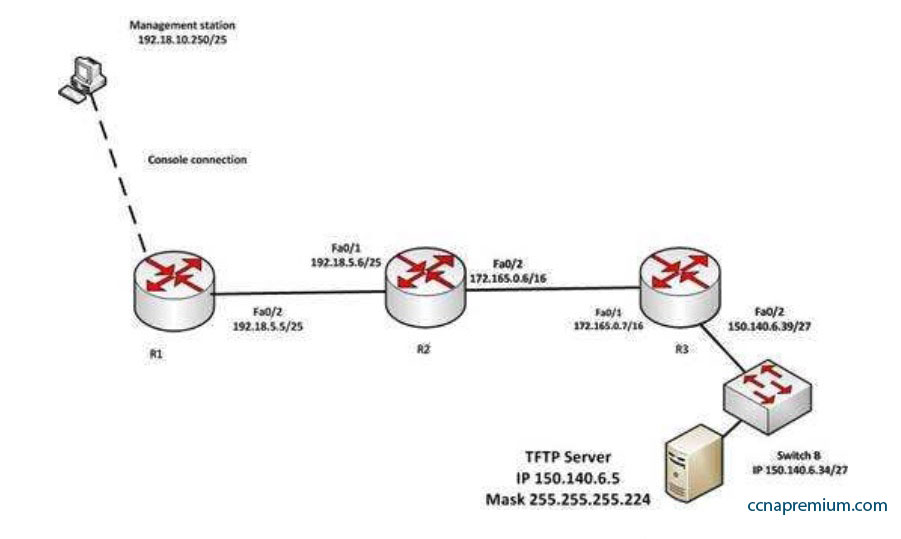 Management station
192.18.10.250/25
Console connection
Fa0/1
192.18.5.6/25
Fa0/2
172.165.0.6/16
Fa0/2
192.18.5.5/25
Fa0/1
172.165.0.7/16
Fa0/2
150.140.6.39/27
R1
R2
R3
TFTP Server
IP 150.140.6.5
Mask 255.255.255.224
Switch B
IP 150.140.6.34/27
ccnapremium.com